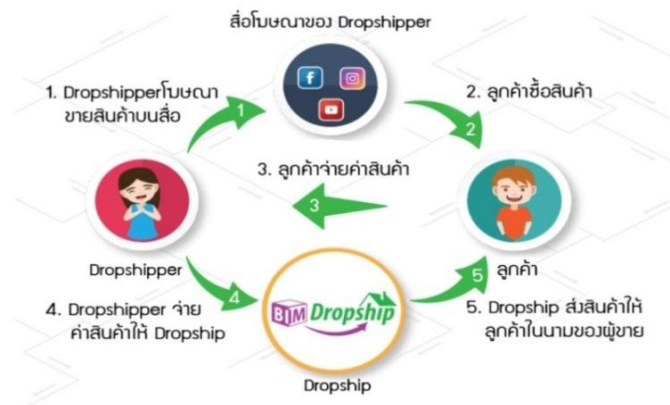 สื่อโฆษณาของ Dropshipper
1. Dropshipperโฆษณา
ขายสินค้าบนสื่อ
1
2. ลูกค้าซื้อสินค้า
2
3. ลูกค้าจ่ายค่าสินค้า
3
Dropshipper
ลูกค้า
4. Dropshipper จ่าย
ค่าสินค้าให้ Dropship
4
BIM Dropship
5
5. Dropship ส่งสินค้าให้
ลูกค้าในนามของผู้ขาย
Dropship